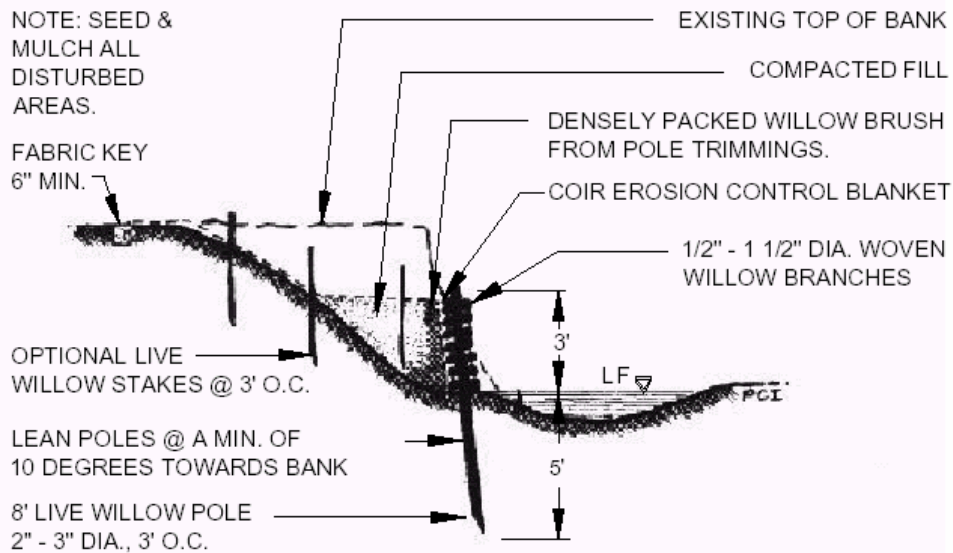 NOTE: SEED &
MULCH ALL
DISTURBED
AREAS.
EXISTING TOP OF BANK
COMPACTED FILL
DENSELY PACKED WILLOW BRUSH
FROM POLE TRIMMINGS.
FABRIC KEY
6" MIN.
COIR EROSION CONTROL BLANKET
1/2" - 1 1/2" DIA. WOVEN
WILLOW BRANCHES
3'
OPTIONAL LIVE
WILLOW STAKES @ 3' O.C.
LF
PCI
LEAN POLES @ A MIN. OF
10 DEGREES TOWARDS BANK
5'
8' LIVE WILLOW POLE
2" - 3" DIA., 3' O.C.